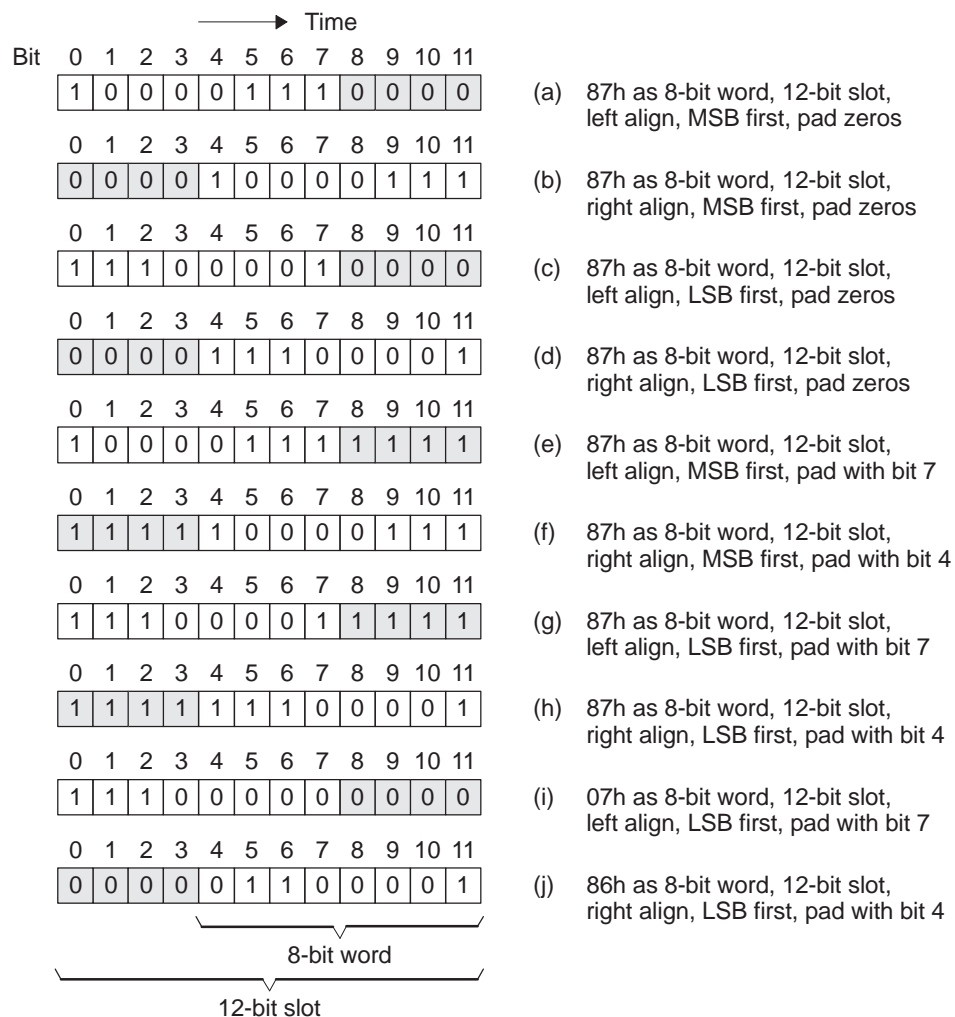 Time
Bit 0 1 2 3 4 5 6 7 8 9 10 11
1 0 0 0 0 1 1 1 0 0 0 0
(a) 87h as 8-bit word, 12-bit slot,
left align, MSB first, pad zeros
0 1 2 3 4 5 6 7 8 9 10 11
0 0 0 0 1 0 0 0 0 1 1 1
(b) 87h as 8-bit word, 12-bit slot,
right align, MSB first, pad zeros
0 1 2 3 4 5 6 7 8 9 10 11
1 1 1 0 0 0 0 1 0 0 0 0
(c) 87h as 8-bit word, 12-bit slot,
left align, LSB first, pad zeros
0 1 2 3 4 5 6 7 8 9 10 11
0 0 0 0 1 1 1 0 0 0 0 1
(d) 87h as 8-bit word, 12-bit slot,
right align, LSB first, pad zeros
0 1 2 3 4 5 6 7 8 9 10 11
1 0 0 0 0 1 1 1 1 1 1 1
(e) 87h as 8-bit word, 12-bit slot,
left align, MSB first, pad with bit 7
0 1 2 3 4 5 6 7 8 9 10 11
1 1 1 1 1 0 0 0 0 1 1 1
(f) 87h as 8-bit word, 12-bit slot,
right align, MSB first, pad with bit 4
0 1 2 3 4 5 6 7 8 9 10 11
1 1 1 0 0 0 0 1 1 1 1 1
(g) 87h as 8-bit word, 12-bit slot,
left align, LSB first, pad with bit 7
0 1 2 3 4 5 6 7 8 9 10 11
1 1 1 1 1 1 1 0 0 0 0 1
(h) 87h as 8-bit word, 12-bit slot,
right align, LSB first, pad with bit 4
0 1 2 3 4 5 6 7 8 9 10 11
1 1 1 0 0 0 0 0 0 0 0 0
(i) 07h as 8-bit word, 12-bit slot,
left align, LSB first, pad with bit 7
0 1 2 3 4 5 6 7 8 9 10 11
0 0 0 0 0 1 1 0 0 0 0 1
(j) 86h as 8-bit word, 12-bit slot,
right align, LSB first, pad with bit 4
8-bit word
12-bit slot